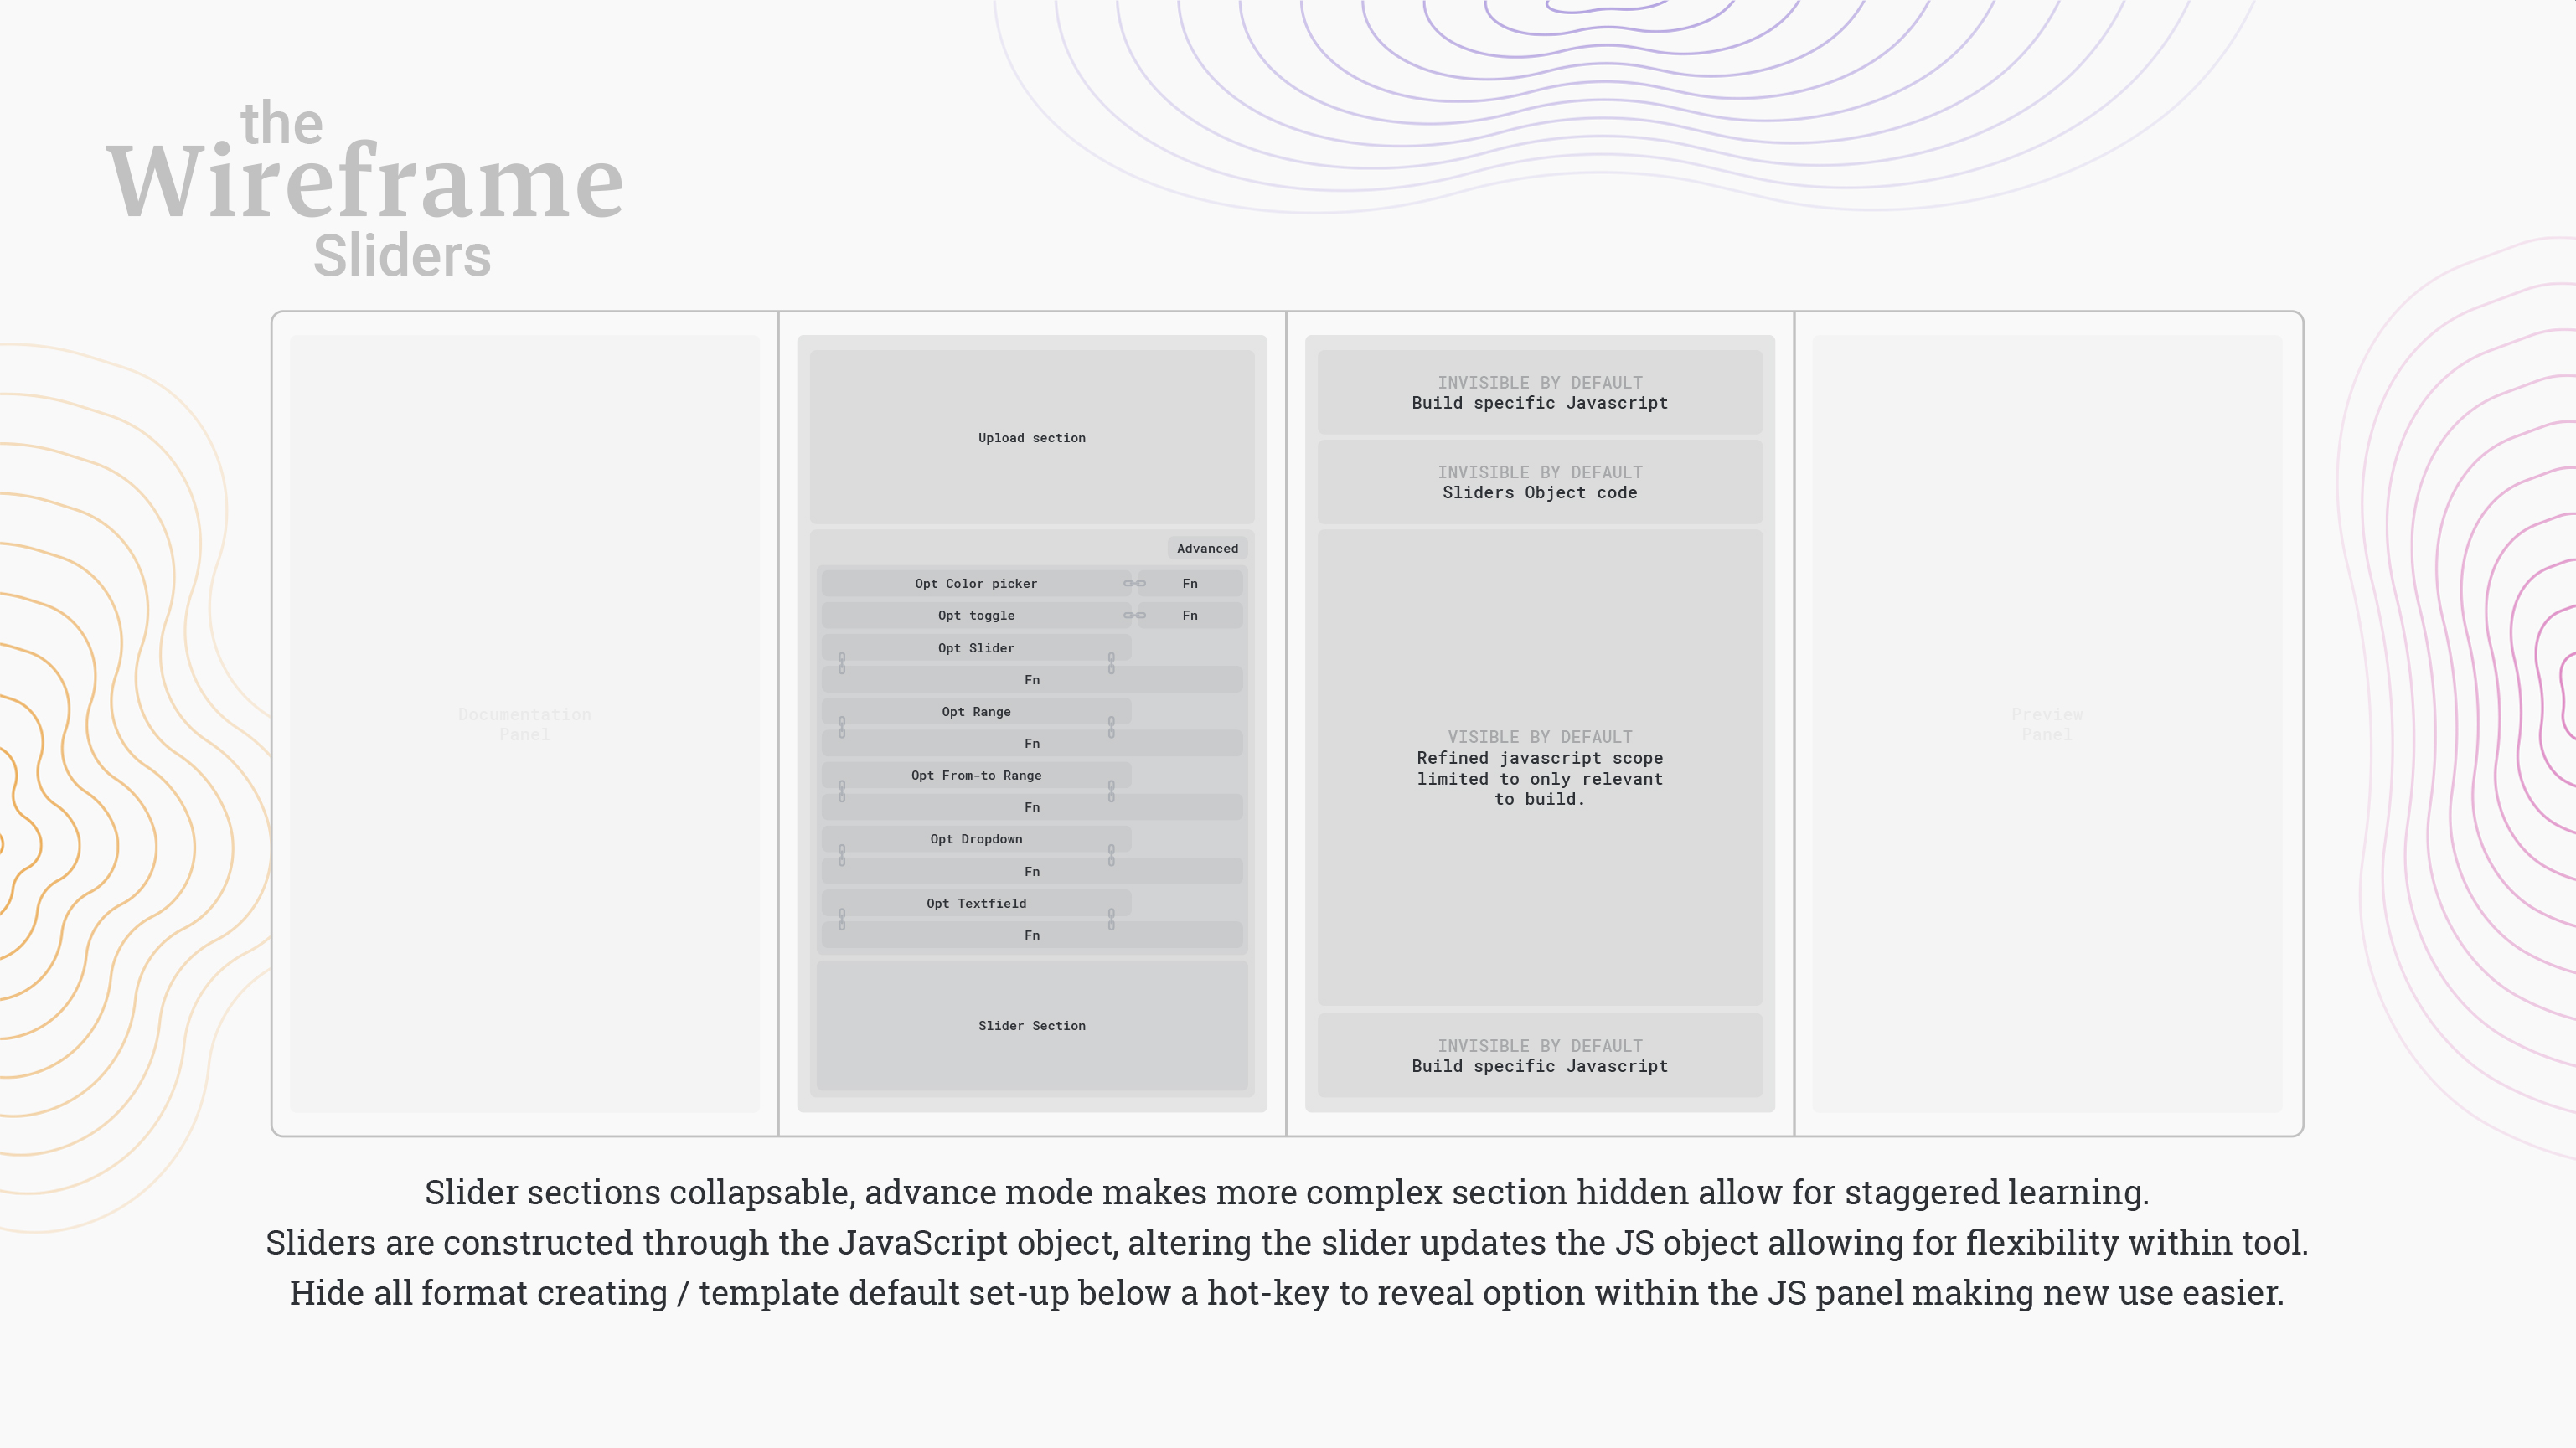 the
Wireframe
Sliders
Documentation
Panel
Upload section
Advanced
Opt Color picker
Fn
Opt toggle
Fn
Opt Slider
Fn
Opt Range
Fn
Opt From-to Range
Fn
Opt Dropdown
Fn
Opt Textfield
Fn
Slider Section
INVISIBLE BY DEFAULT
Build specific Javascript
INVISIBLE BY DEFAULT
Sliders Object code
VISIBLE BY DEFAULT
Refined javascript scope
limited to only relevant
to build.
INVISIBLE BY DEFAULT
Build specific Javascript
Preview
Panel
Slider sections collapsable, advance mode makes more complex section hidden allow for staggered learning.
Sliders are constructed through the JavaScript object, altering the slider updates the JS object allowing for flexibility within tool.
Hide all format creating / template default set-up below a hot-key to reveal option within the JS panel making new use easier.